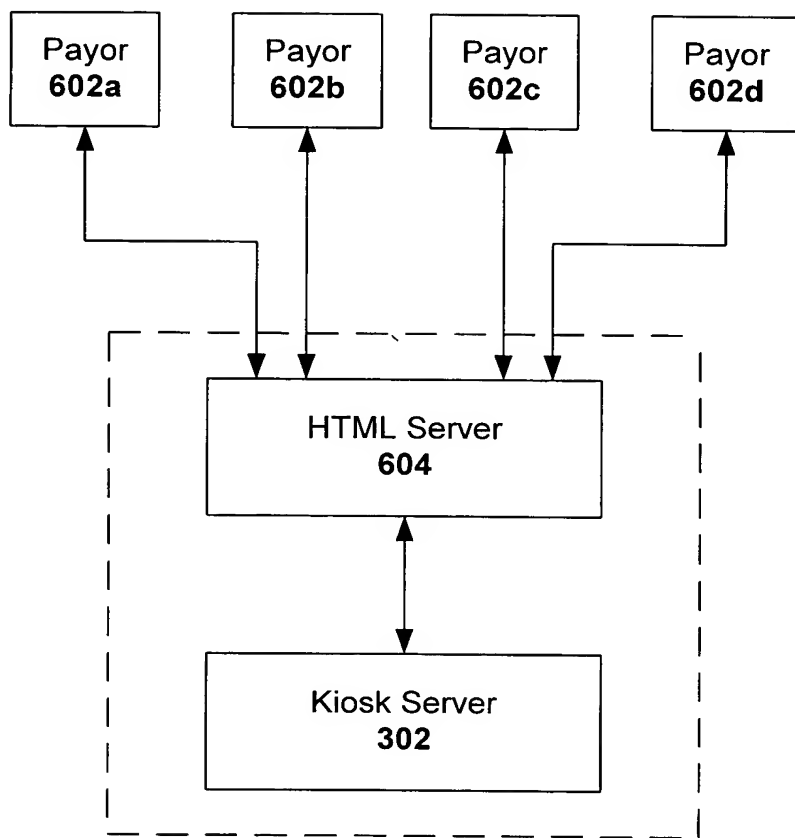 Payor
602a
Payor
602b
Payor
602c
Payor
602d
HTML Server
604
Kiosk Server
302